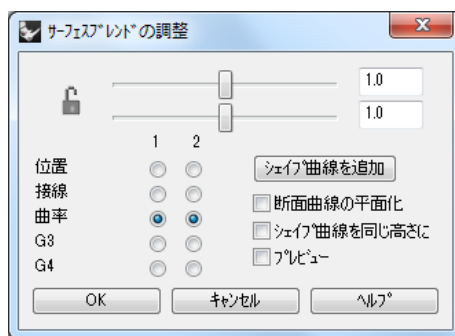 ｻｰﾌｪｽﾌﾞﾚﾝﾄﾞの調整
1.0
1.0
1 2
位置
接線
曲率
G3
G4
ｼｪｲﾌﾟ曲線を追加
断面曲線の平面化
ｼｪｲﾌﾟ曲線を同じ高さに
ﾌﾟﾚﾋﾞｭｰ
OK
ｷｬﾝｾﾙ
ﾍﾙﾌﾟ